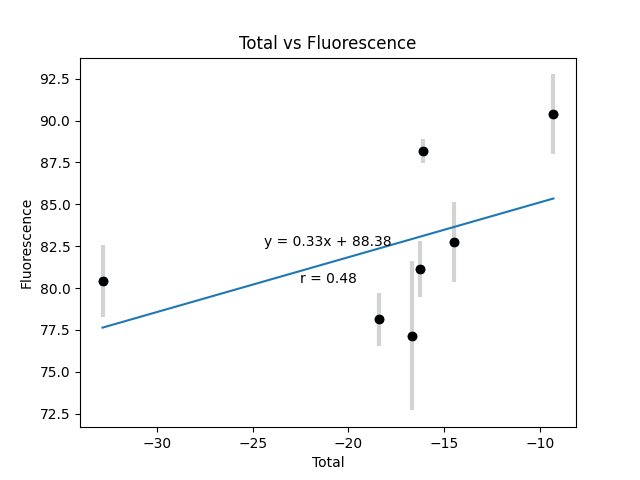 Total vs Fluorescence
92.5
90.0
87.5
85.0
82.5
80.0
77.5
75.0
72.5
Fluorescence
y = 0.33x + 88.38
r = 0.48
−30
−25
−20
−15
−10
Total